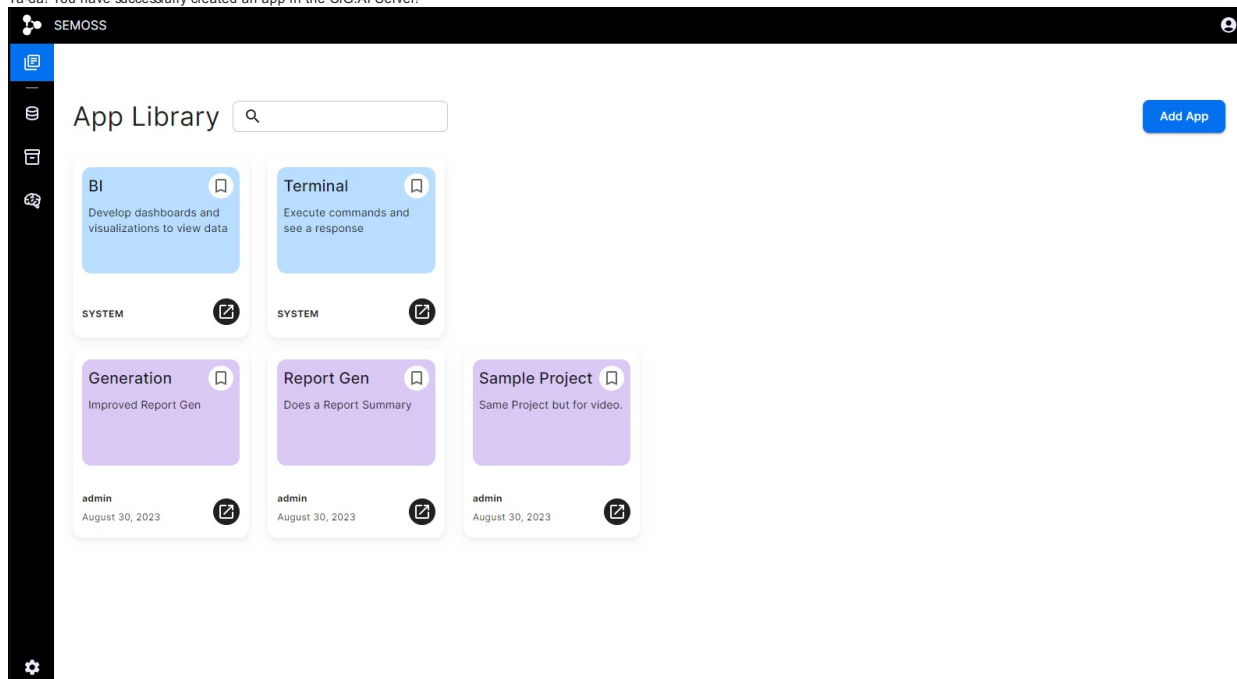 Ta-da! You have successfully created an app in the CfG.AI Server!
SEMOSS
App Library
Add App
BI
Develop dashboards and
visualizations to view data
SYSTEM
Terminal
Execute commands and
see a response
SYSTEM
Generation
Improved Report Gen
admin
August 30, 2023
Report Gen
Does a Report Summary
admin
August 30, 2023
Sample Project
Same Project but for video.
admin
August 30, 2023